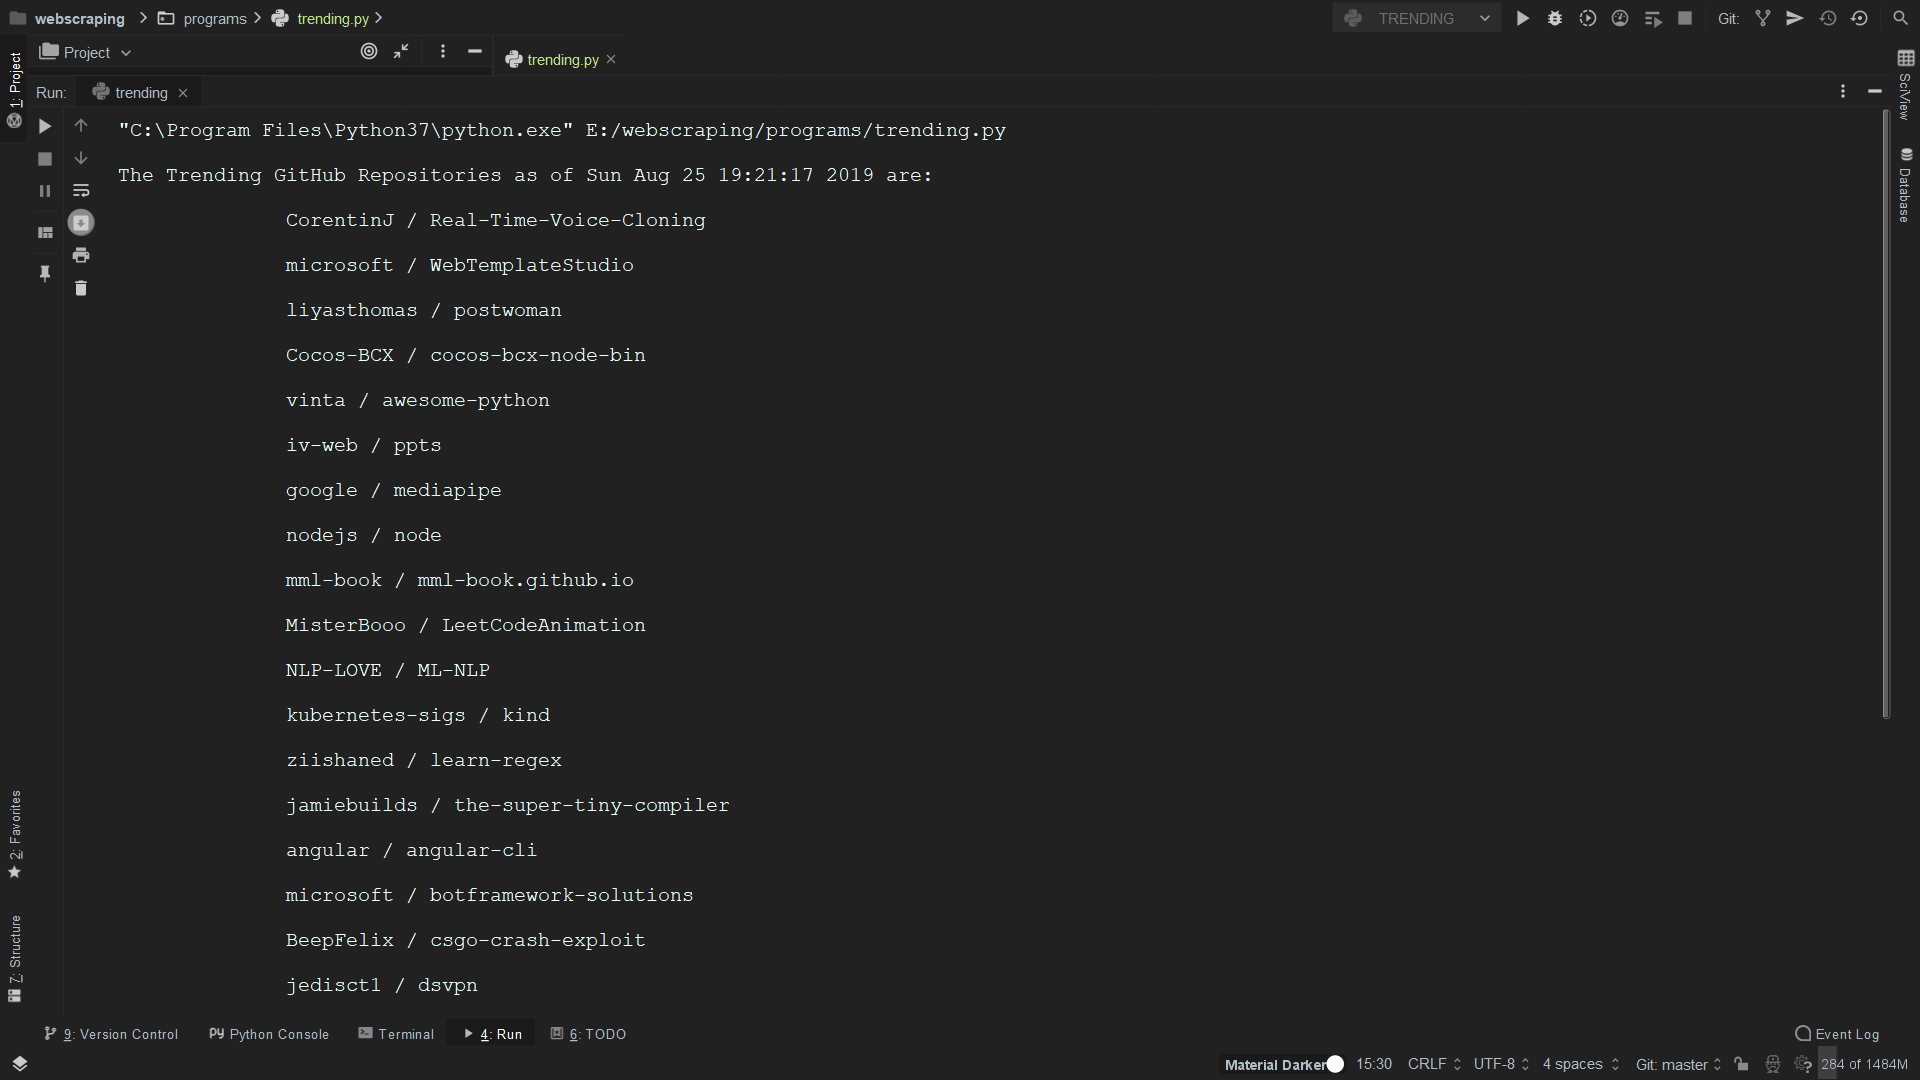 webscraping programs trending.py
TRENDING Git:
Project
trending.py
Run: trending
"C:\Program Files\Python37\python.exe" E:/webscraping/programs/trending.py
The Trending GitHub Repositories as of Sun Aug 25 19:21:17 2019 are:
CorentinJ / Real-Time-Voice-Cloning
microsoft / WebTemplateStudio
liyasthomas / postwoman
Cocos-BCX / cocos-bcx-node-bin
vinta / awesome-python
iv-web / ppts
google / mediapipe
nodejs / node
mml-book / mml-book.github.io
MisterBooo / LeetCodeAnimation
NLP-LOVE / ML-NLP
kubernetes-sigs / kind
ziishaned / learn-regex
jamiebuilds / the-super-tiny-compiler
angular / angular-cli
microsoft / botframework-solutions
BeepFelix / csgo-crash-exploit
jedisct1 / dsvpn
1: Project
2: Favorites
7: Structure
SciView
Database
9: Version Control Python Console Terminal 4: Run 6: TODO Event Log
Material Darker 15:30 CRLF UTF-8 4 spaces Git: master 284 of 1484M